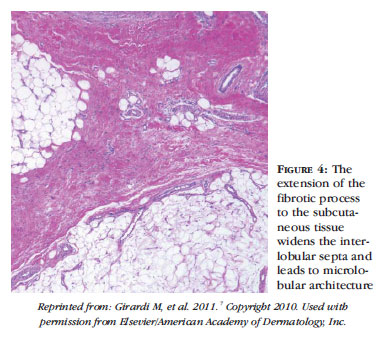 FIGURE 4: The
extension of the
fibrotic process
to the subcuta-
neous tissue
widens the inter-
lobular septa and
leads to microlo-
bular architecture
Reprinted from: Girardi M, et al. 2011.7 Copyright 2010. Used with
permission from Elsevier/American Academy of Dermatology, Inc.